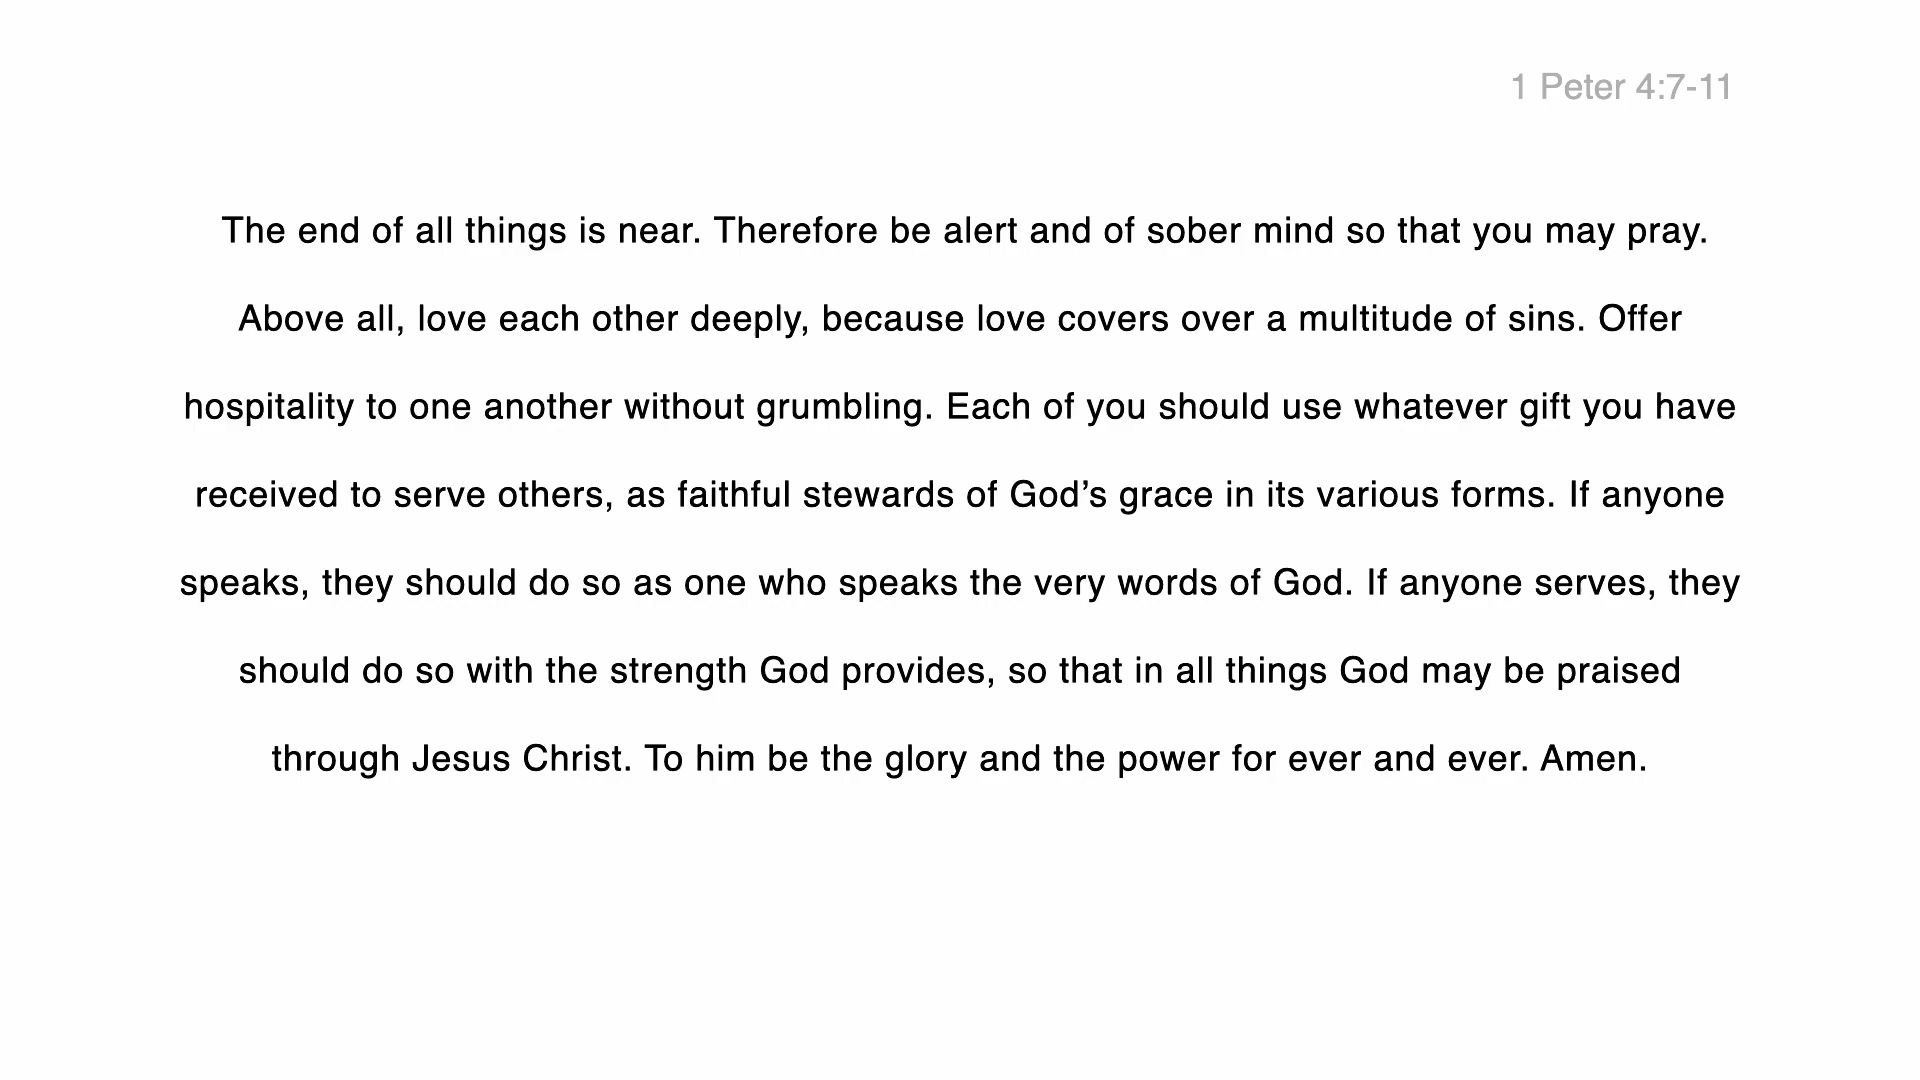 1 Peter 4:7-11
The end of all things is near. Therefore be alert and of sober mind so that you may pray.
Above all, love each other deeply, because love covers over a multitude of sins. Offer
hospitality to one another without grumbling. Each of you should use whatever gift you have
received to serve others, as faithful stewards of God’s grace in its various forms. If anyone
speaks, they should do so as one who speaks the very words of God. If anyone serves, they
should do so with the strength God provides, so that in all things God may be praised
through Jesus Christ. To him be the glory and the power for ever and ever. Amen.